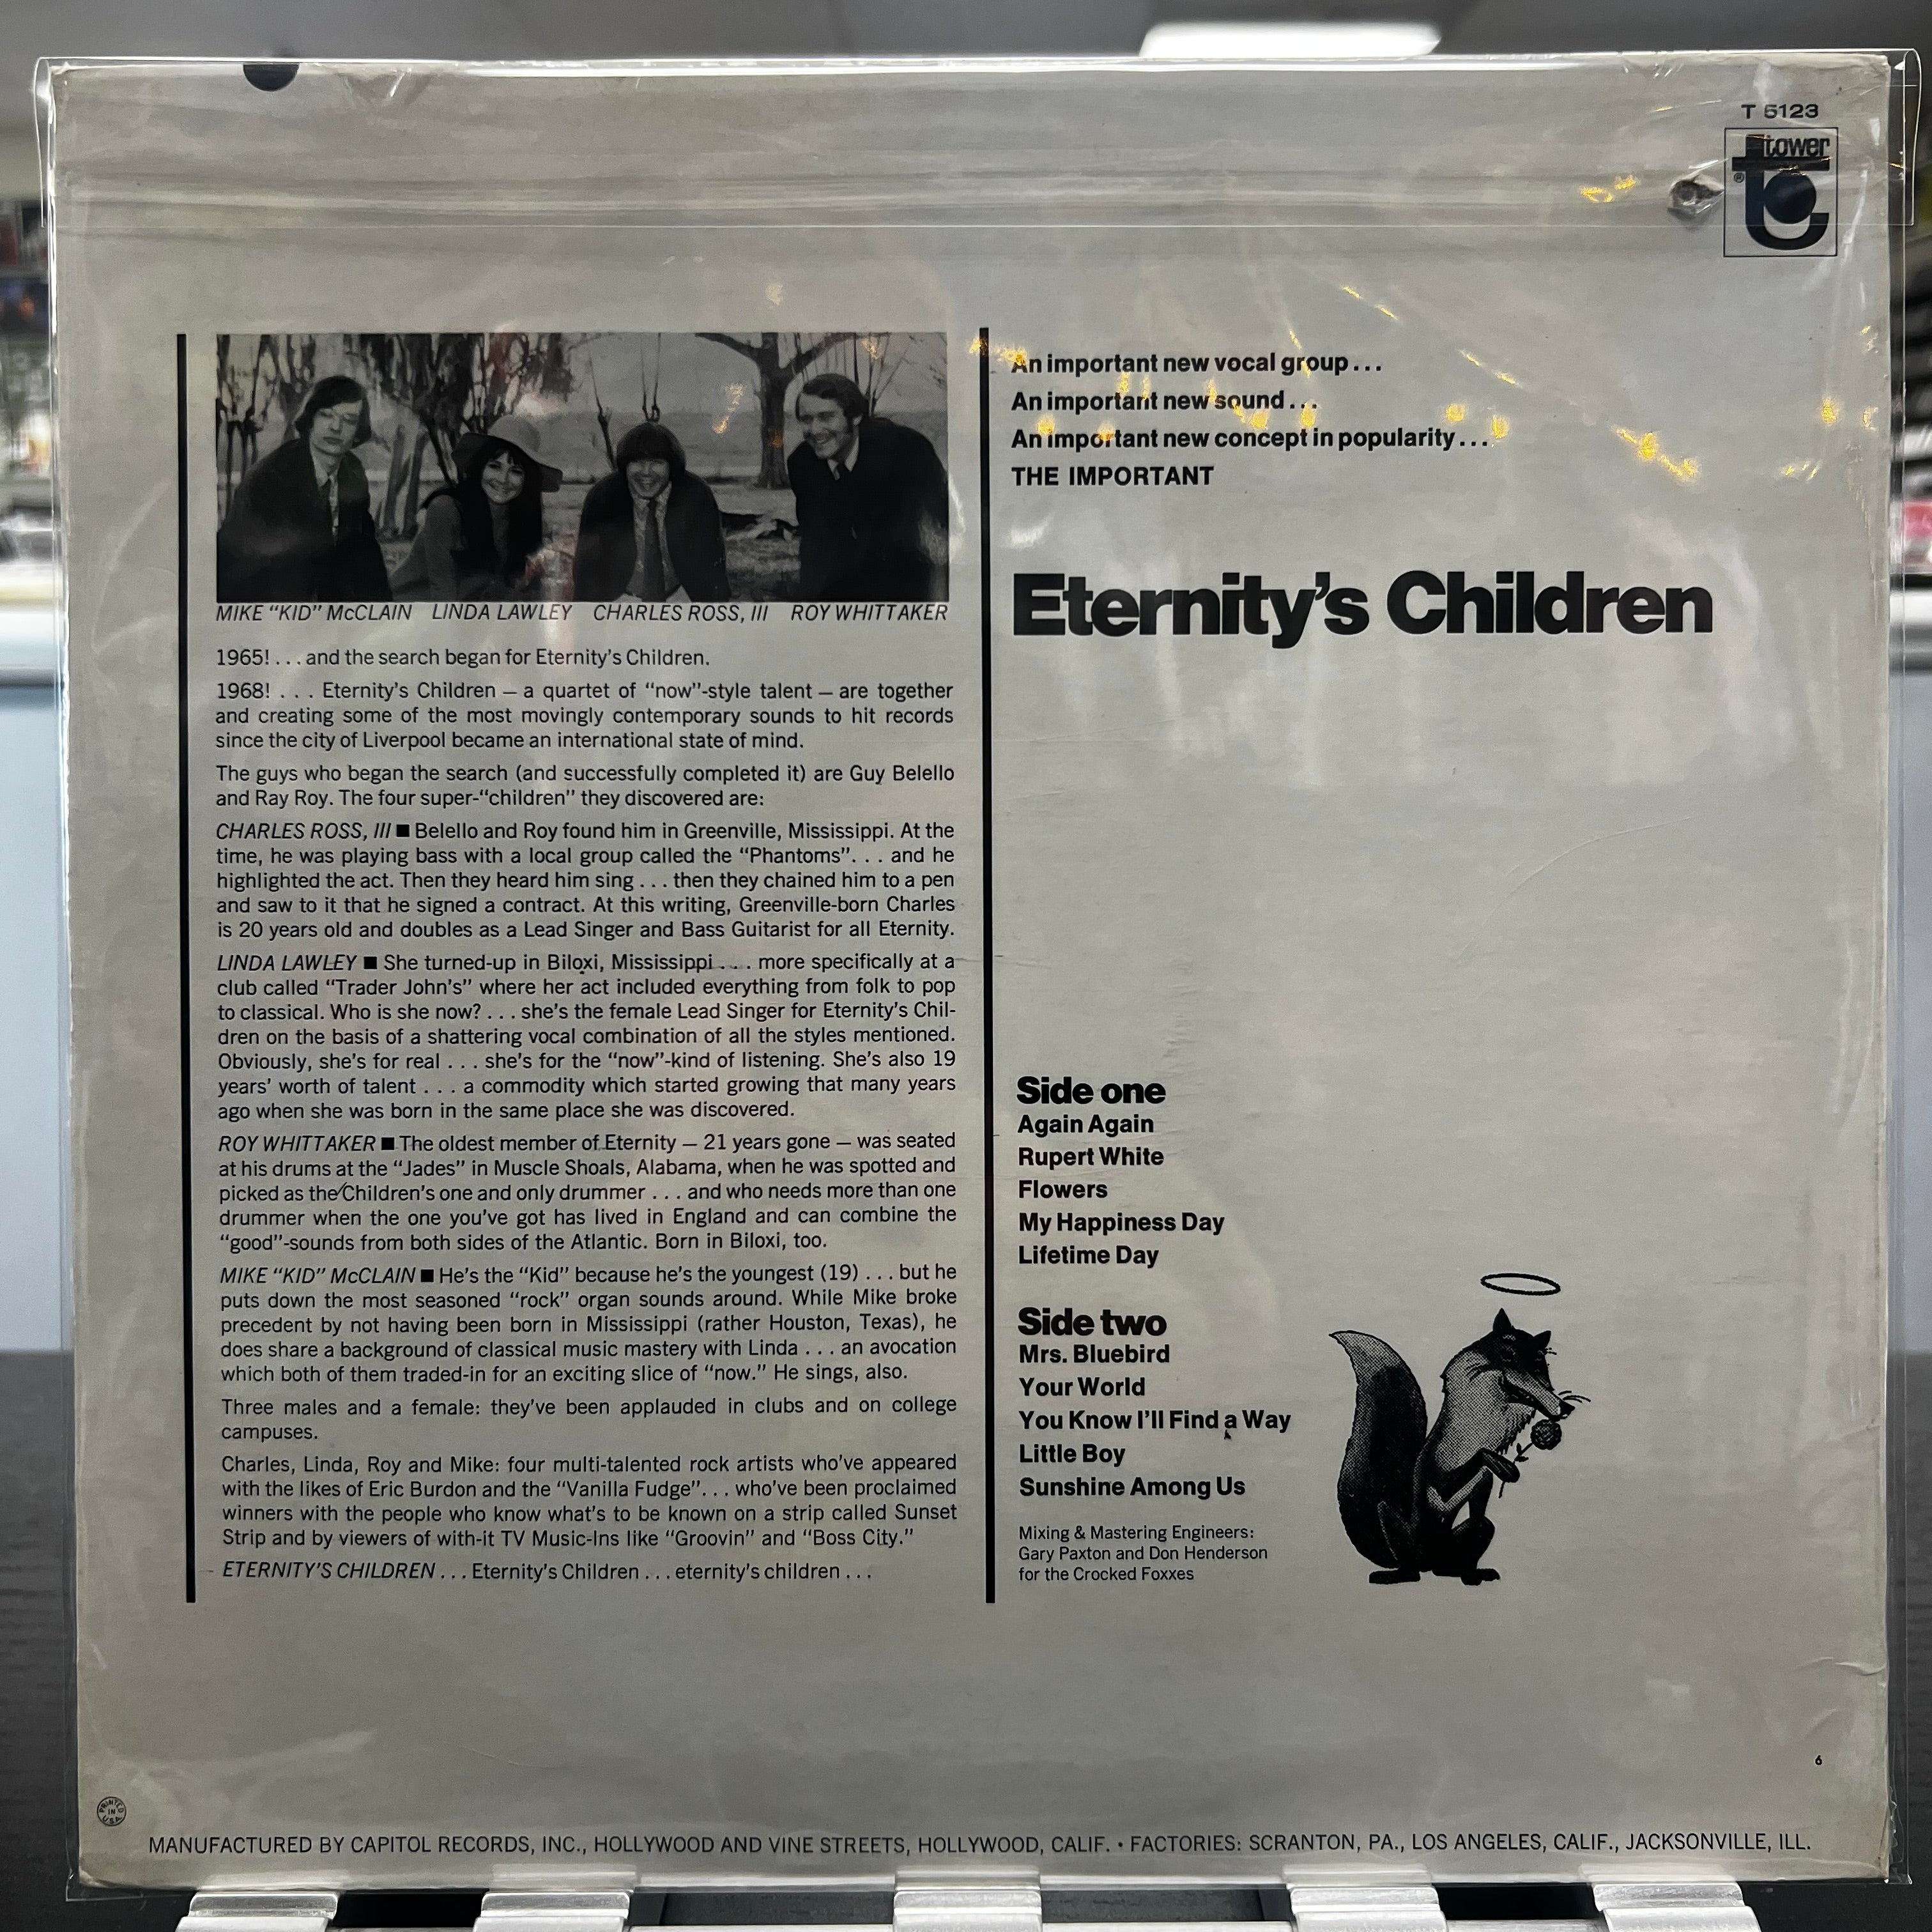 T 5123
tower
®
MIKE “KID” McCLAIN LINDA LAWLEY CHARLES ROSS, III ROY WHITTAKER
1965! . . . and the search began for Eternity’s Children.
1968! . . . Eternity’s Children – a quartet of “now”-style talent – are together
and creating some of the most movingly contemporary sounds to hit records
since the city of Liverpool became an international state of mind.
The guys who began the search (and successfully completed it) are Guy Belello
and Ray Roy. The four super-“children” they discovered are:
CHARLES ROSS, III ■ Belello and Roy found him in Greenville, Mississippi. At the
time, he was playing bass with a local group called the “Phantoms”. . . and he
highlighted the act. Then they heard him sing . . . then they chained him to a pen
and saw to it that he signed a contract. At this writing, Greenville-born Charles
is 20 years old and doubles as a Lead Singer and Bass Guitarist for all Eternity.
LINDA LAWLEY ■ She turned-up in Biloxi, Mississippi . . . more specifically at a
club called “Trader John’s” where her act included everything from folk to pop
to classical. Who is she now? . . . she’s the female Lead Singer for Eternity’s Chil-
dren on the basis of a shattering vocal combination of all the styles mentioned.
Obviously, she’s for real . . . she’s for the “now”-kind of listening. She’s also 19
years’ worth of talent . . . a commodity which started growing that many years
ago when she was born in the same place she was discovered.
ROY WHITTAKER ■ The oldest member of Eternity – 21 years gone – was seated
at his drums at the “Jades” in Muscle Shoals, Alabama, when he was spotted and
picked as the Children’s one and only drummer . . . and who needs more than one
drummer when the one you’ve got has lived in England and can combine the
“good”-sounds from both sides of the Atlantic. Born in Biloxi, too.
MIKE “KID” McCLAIN ■ He’s the “Kid” because he’s the youngest (19) . . . but he
puts down the most seasoned “rock” organ sounds around. While Mike broke
precedent by not having been born in Mississippi (rather Houston, Texas), he
does share a background of classical music mastery with Linda . . . an avocation
which both of them traded-in for an exciting slice of “now.” He sings, also.
Three males and a female: they’ve been applauded in clubs and on college
campuses.
Charles, Linda, Roy and Mike: four multi-talented rock artists who’ve appeared
with the likes of Eric Burdon and the “Vanilla Fudge”. . . who’ve been proclaimed
winners with the people who know what’s to be known on a strip called Sunset
Strip and by viewers of with-it TV Music-Ins like “Groovin” and “Boss City.”
ETERNITY’S CHILDREN . . . Eternity’s Children . . . eternity’s children . . .
An important new vocal group . . .
An important new sound . . .
An important new concept in popularity . . .
THE IMPORTANT
Eternity’s Children
Side one
Again Again
Rupert White
Flowers
My Happiness Day
Lifetime Day
Side two
Mrs. Bluebird
Your World
You Know I’ll Find a Way
Little Boy
Sunshine Among Us
Mixing & Mastering Engineers:
Gary Paxton and Don Henderson
for the Crocked Foxxes
6
PRINTED IN U.S.A.
MANUFACTURED BY CAPITOL RECORDS, INC., HOLLYWOOD AND VINE STREETS, HOLLYWOOD, CALIF. • FACTORIES: SCRANTON, PA., LOS ANGELES, CALIF., JACKSONVILLE, ILL.